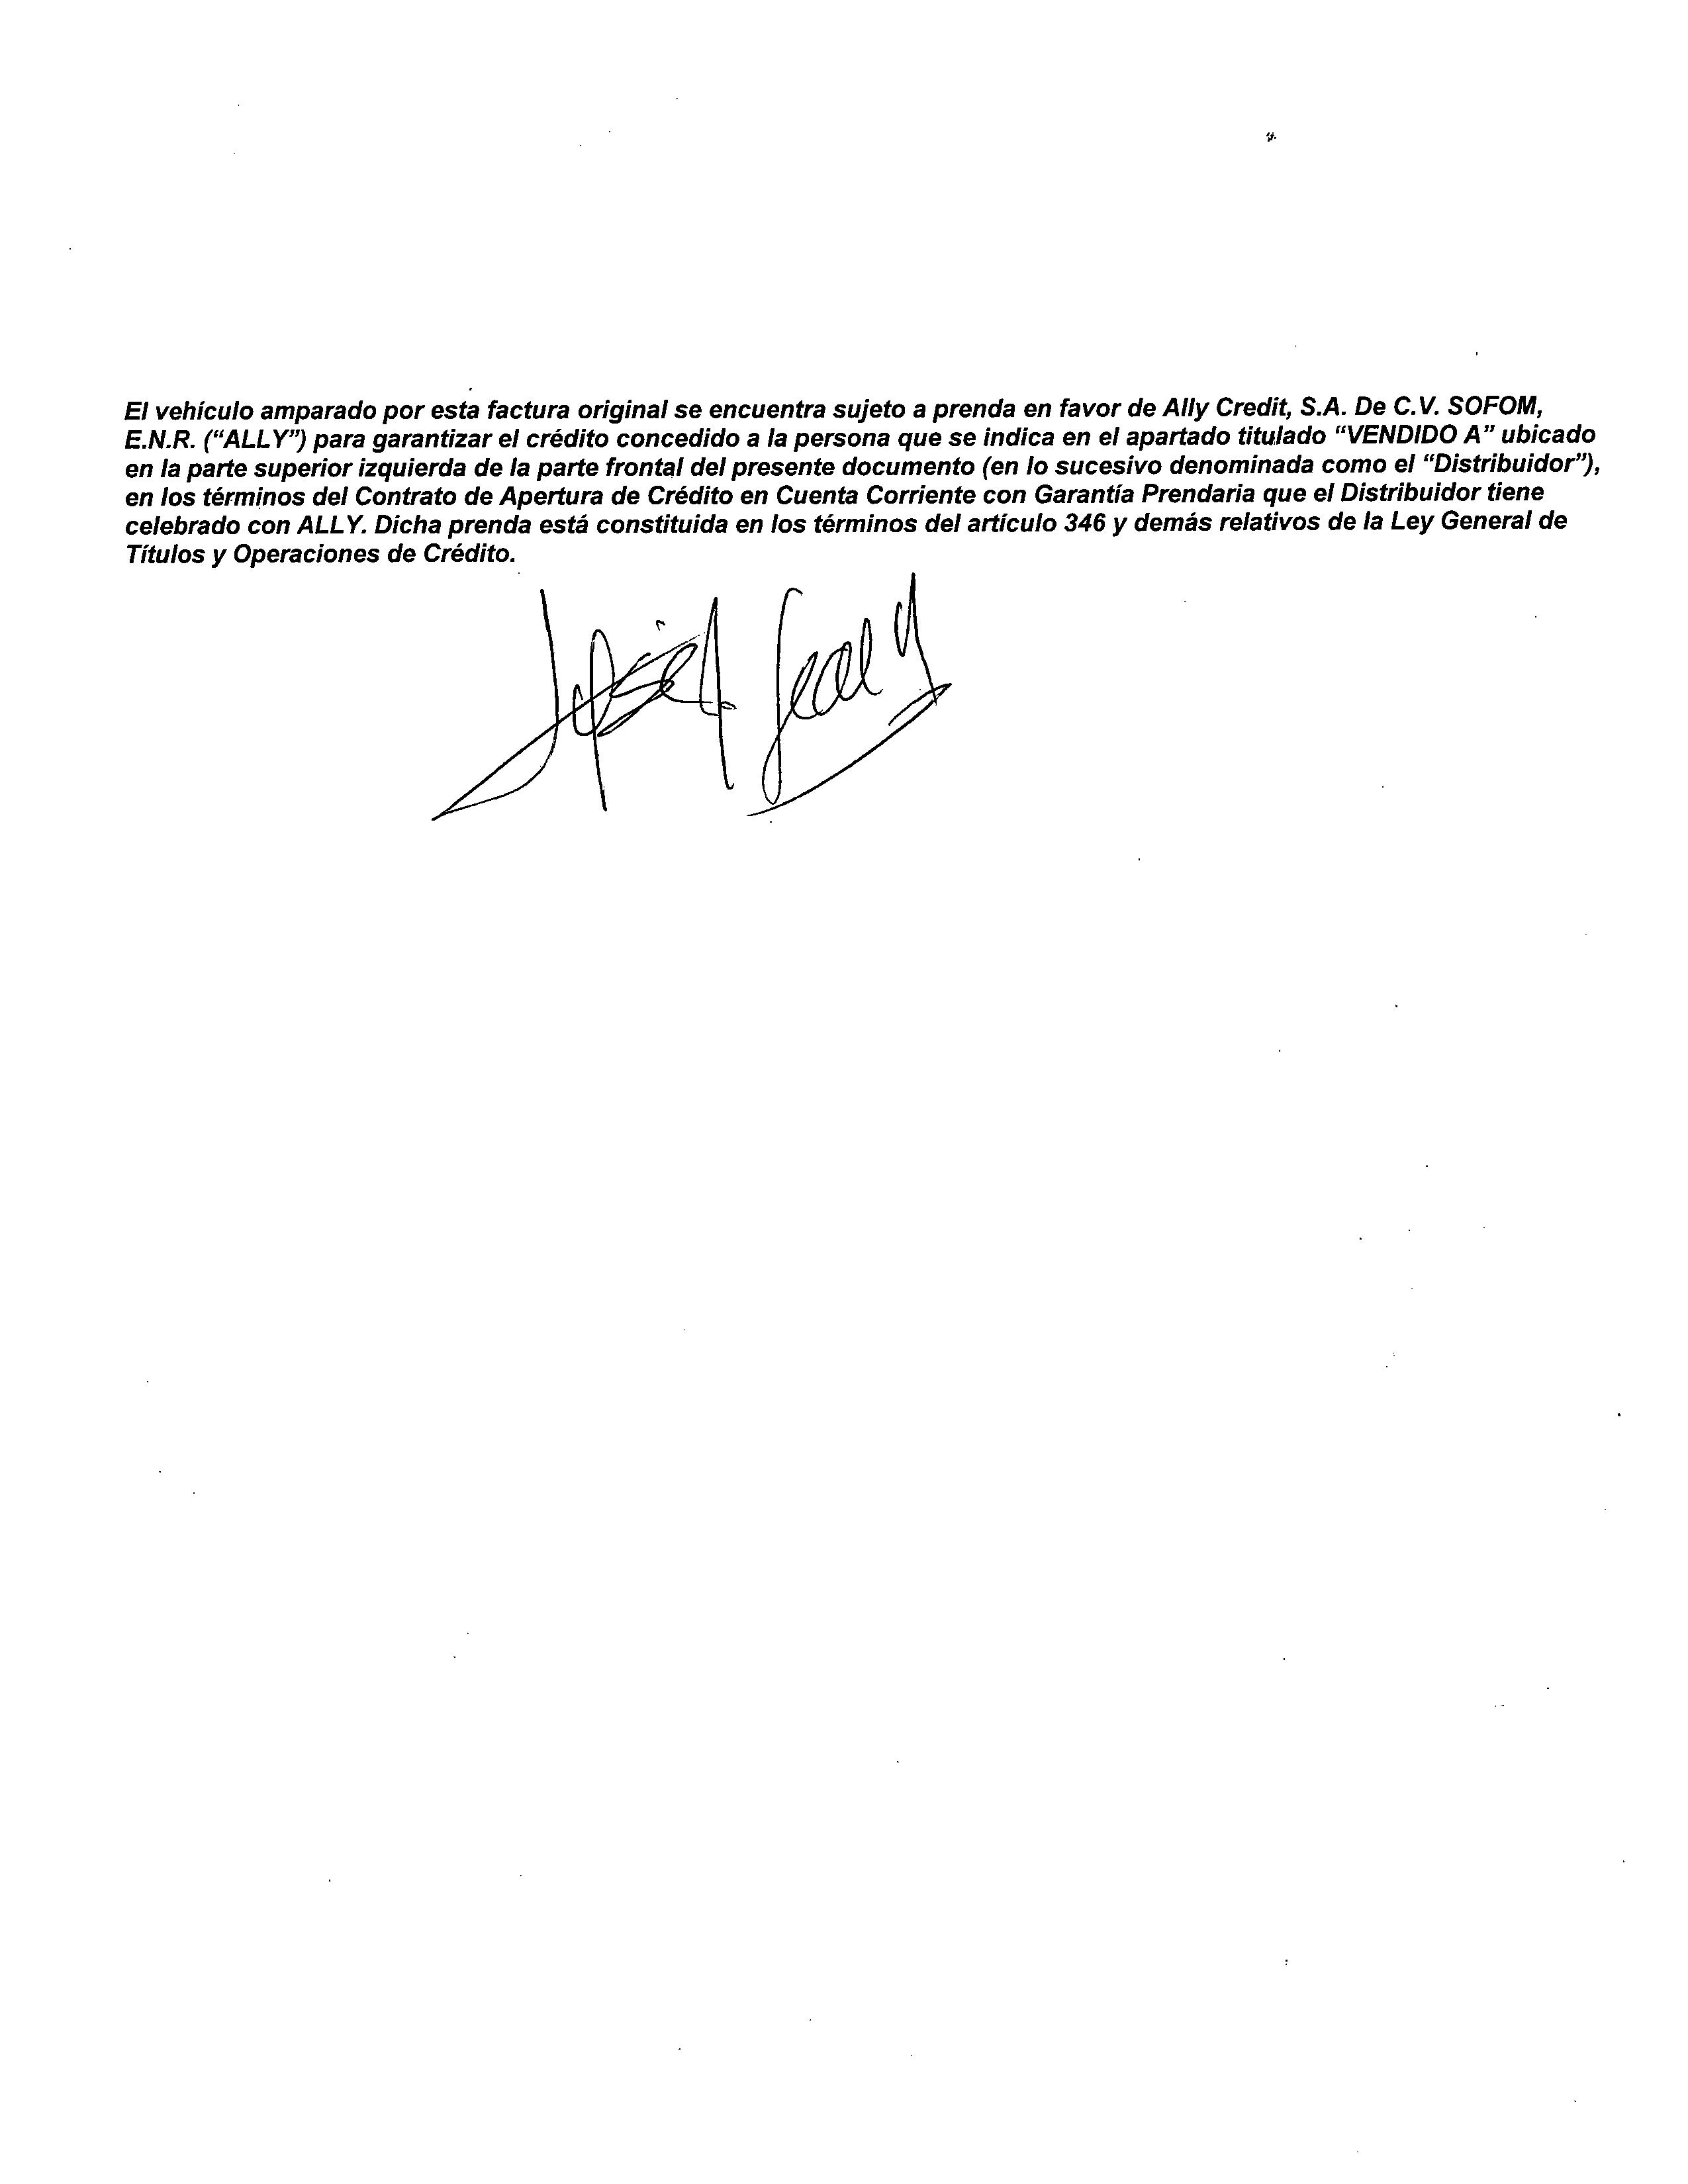 El vehículo amparado por esta factura original se encuentra sujeto a prenda en favor de Ally Credit, S.A. De C.V. SOFOM,
E.N.R. (“ALLY”) para garantizar el crédito concedido a la persona que se indica en el apartado titulado “VENDIDO A” ubicado
en la parte superior izquierda de la parte frontal del presente documento (en lo sucesivo denominada como el “Distribuidor”),
en los términos del Contrato de Apertura de Crédito en Cuenta Corriente con Garantía Prendaria que el Distribuidor tiene
celebrado con ALLY. Dicha prenda está constituida en los términos del artículo 346 y demás relativos de la Ley General de
Títulos y Operaciones de Crédito.